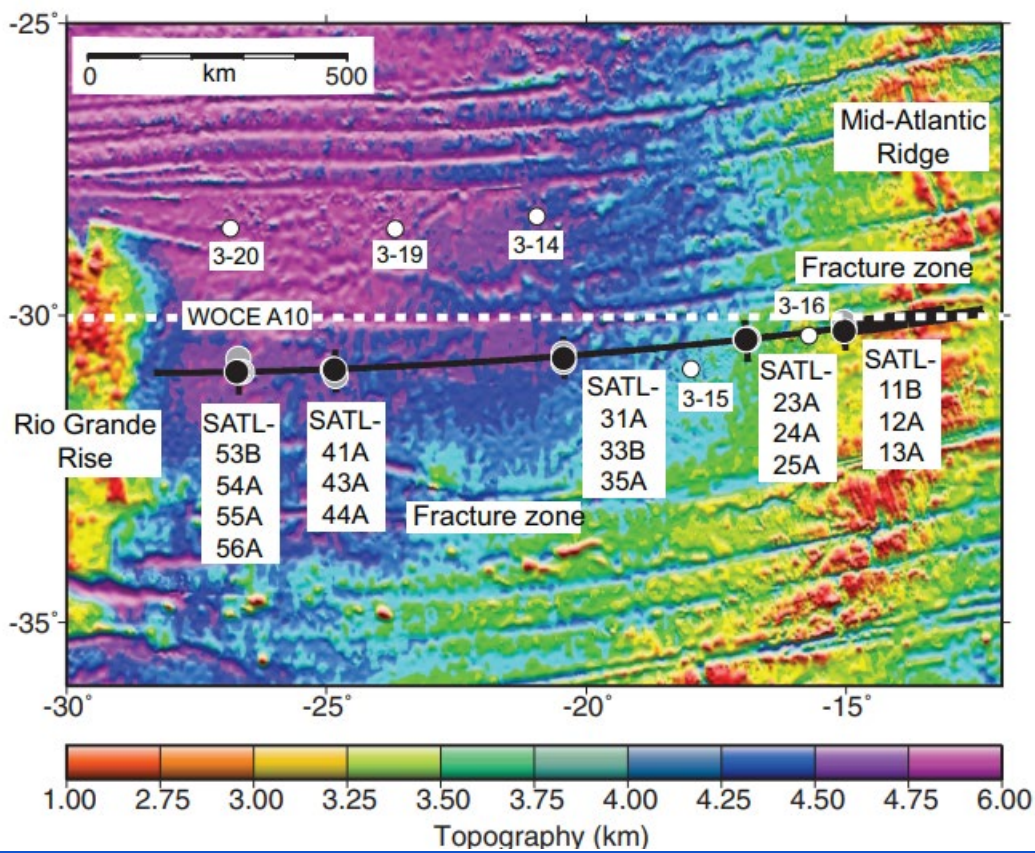 -25°
0
km
500
Mid-Atlantic
Ridge
3-20
3-19
3-14
Fracture zone
3-16
-30°
WOCE A10
3-15
Rio Grande
Rise
SATL-
53B
54A
55A
56A
SATL-
41A
43A
44A
SATL-
31A
33B
35A
SATL-
23A
24A
25A
SATL-
11B
12A
13A
Fracture zone
-35°
-30° -25° -20° -15°
1.00 2.75 3.00 3.25 3.50 3.75 4.00 4.25 4.50 4.75 6.00
Topography (km)